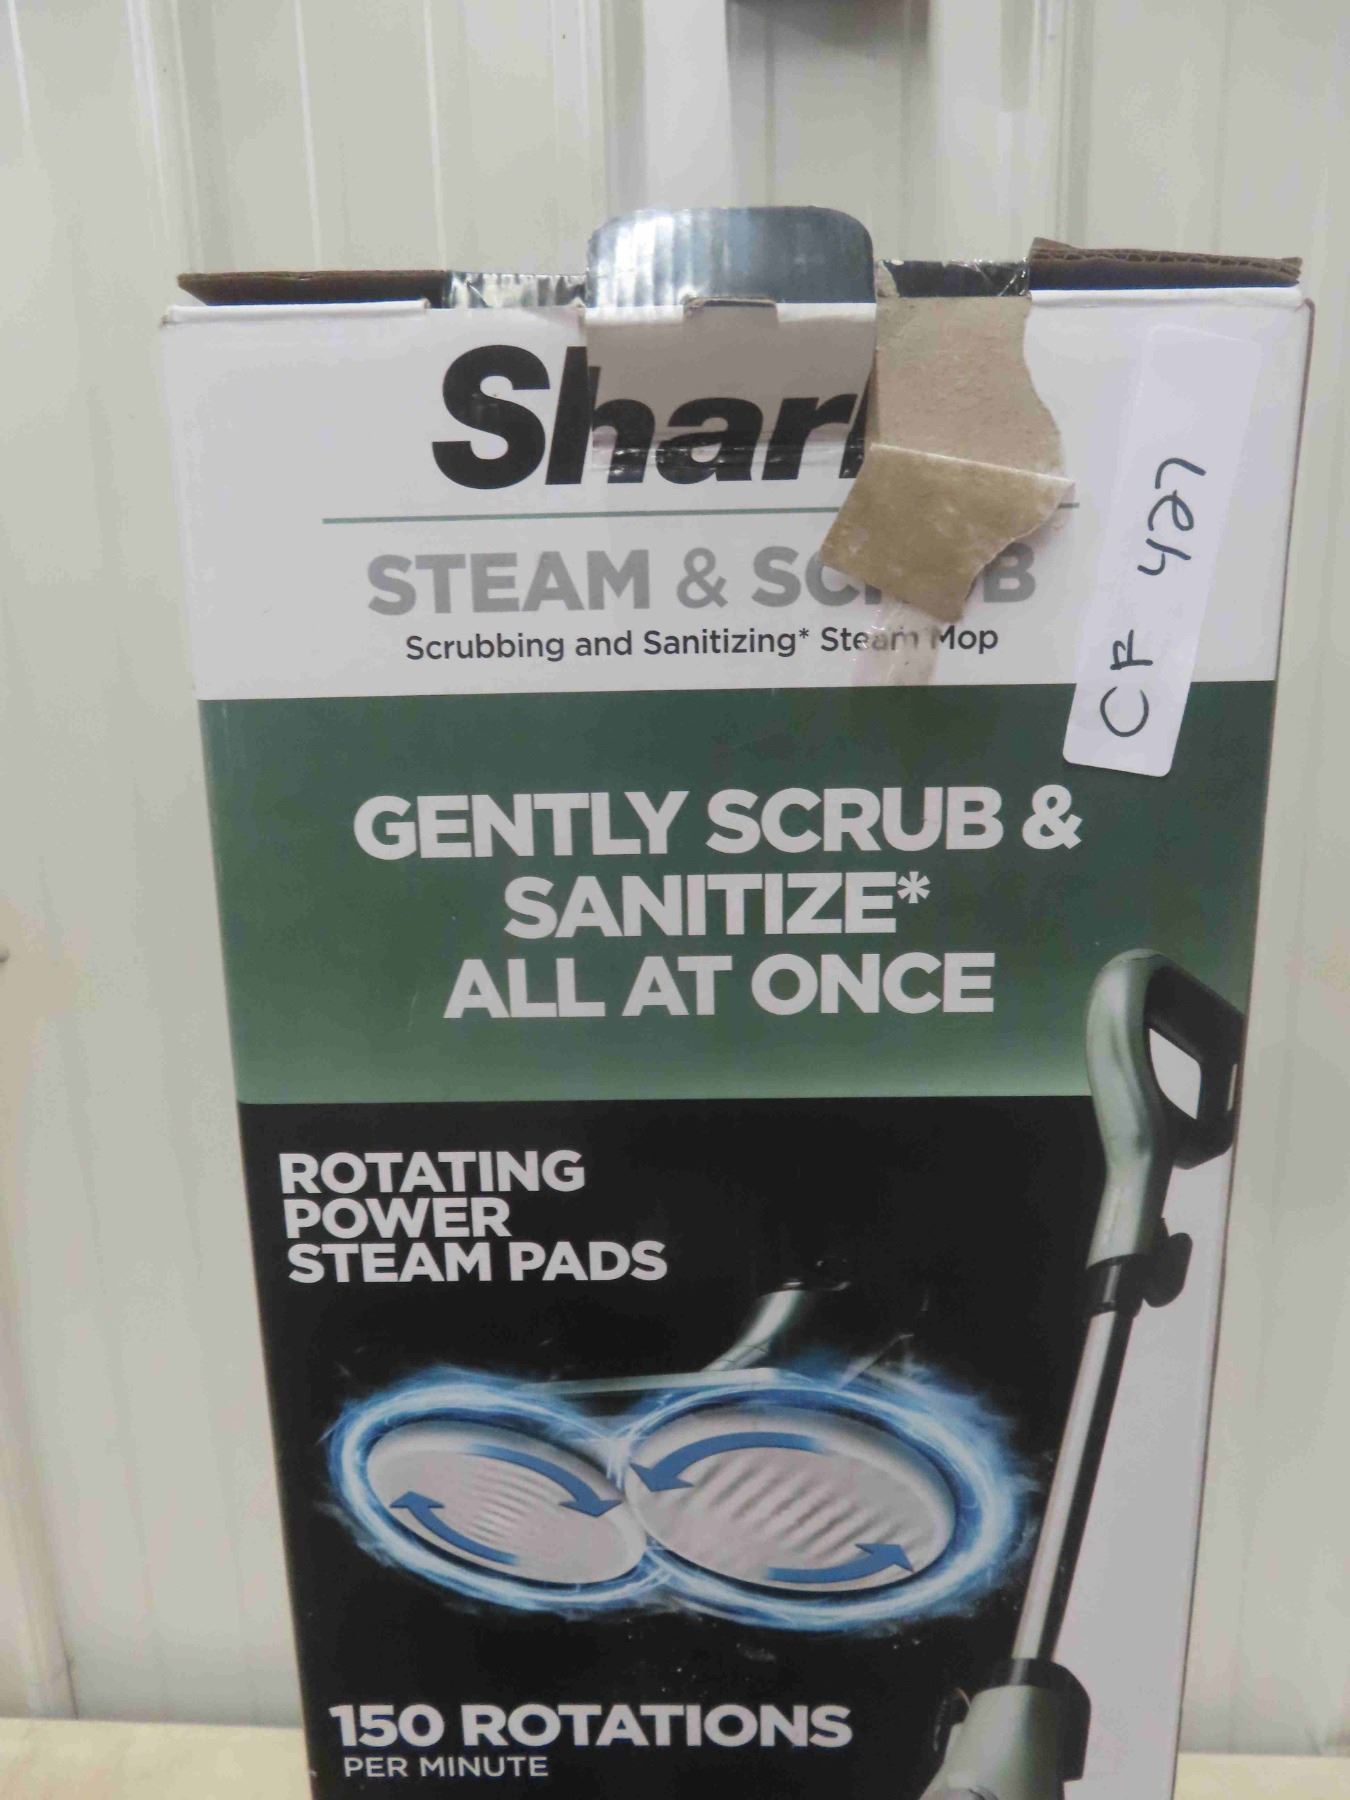 Shar
STEAM & SC B
Scrubbing and Sanitizing* Steam Mop
CF 421
GENTLY SCRUB &
SANITIZE*
ALL AT ONCE
ROTATING
POWER
STEAM PADS
150 ROTATIONS
PER MINUTE